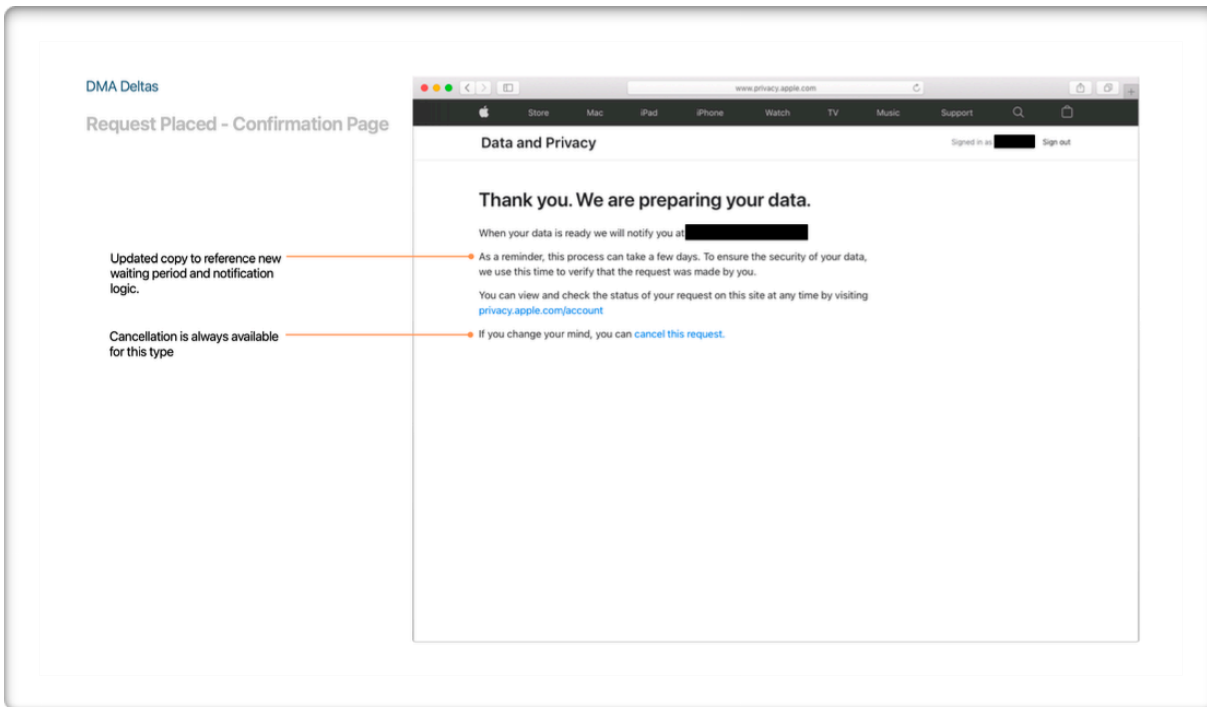 DMA Deltas
Request Placed - Confirmation Page
Updated copy to reference new
waiting period and notification
logic.
Cancellation is always available
for this type
www.privacy.apple.com
Store Mac iPad iPhone Watch TV Music Support
Data and Privacy
Signed in as
Sign out
Thank you. We are preparing your data.
When your data is ready we will notify you at
As a reminder, this process can take a few days. To ensure the security of your data,
we use this time to verify that the request was made by you.
You can view and check the status of your request on this site at any time by visiting
privacy.apple.com/account
If you change your mind, you can cancel this request.